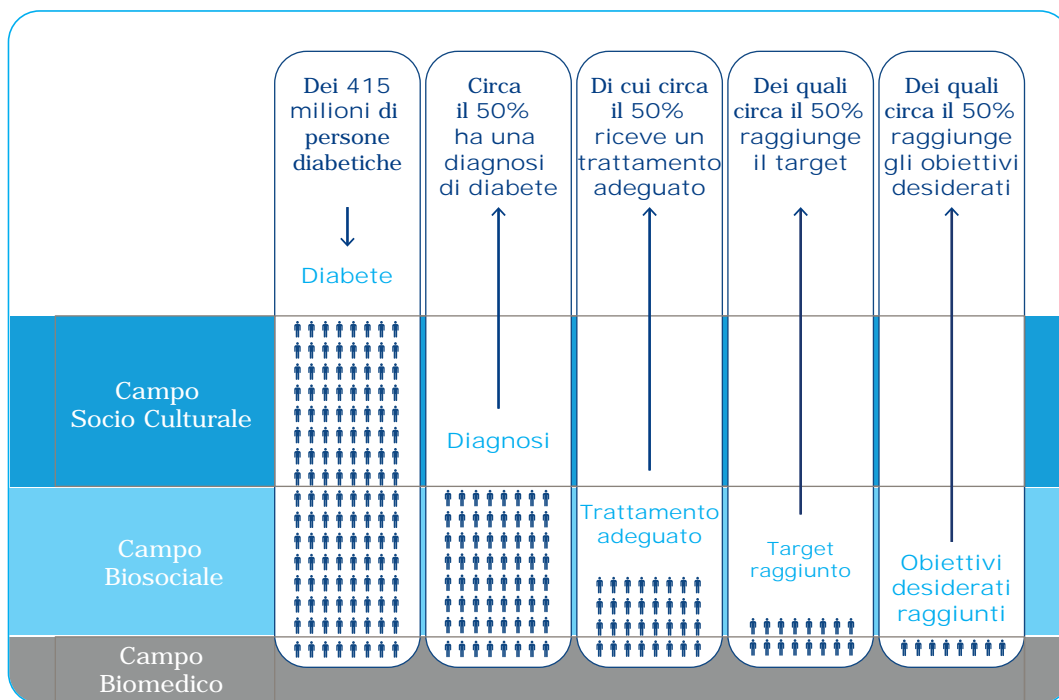 Dei 415
milioni di
persone
diabetiche
Circa
il 50%
ha una
diagnosi
di diabete
Di cui circa
il 50%
riceve un
trattamento
adeguato
Dei quali
circa il 50%
raggiunge
il target
Dei quali
circa il 50%
raggiunge
gli obiettivi
desiderati
Diabete
Campo
Socio Culturale
Diagnosi
Campo
Biosociale
Trattamento
adeguato
Target
raggiunto
Obiettivi
desiderati
raggiunti
Campo
Biomedico